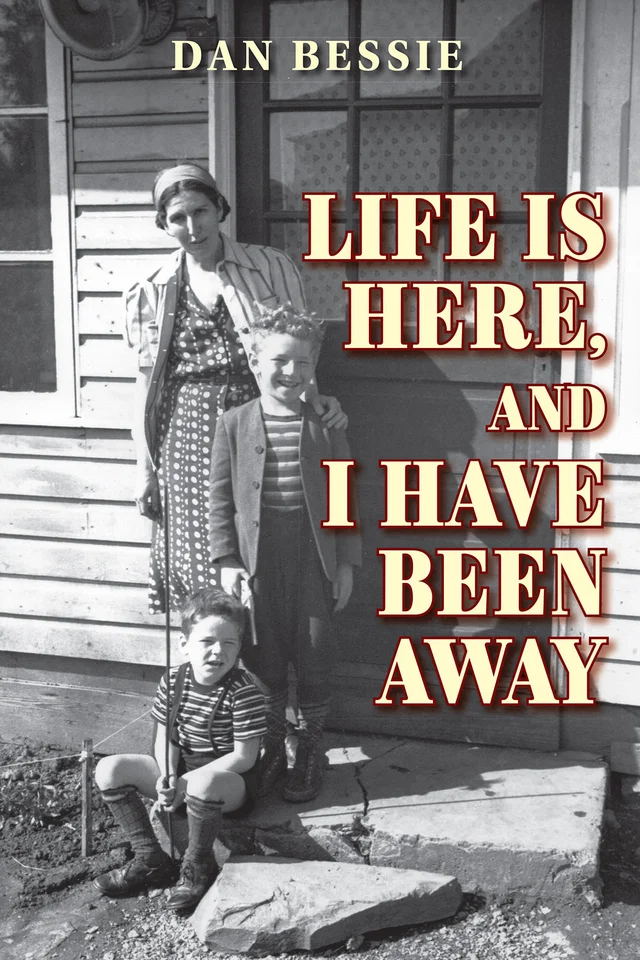 DAN BESSIE
LIFE IS
HERE,
AND
I HAVE
BEEN
AWAY